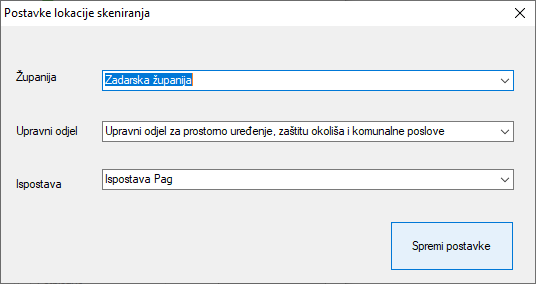 Postavke lokacije skeniranja
Županija
Zadarska županija
Upravni odjel
Upravni odjel za prostorno uređenje, zaštitu okoliša i komunalne poslove
Ispostava
Ispostava Pag
Spremi postavke